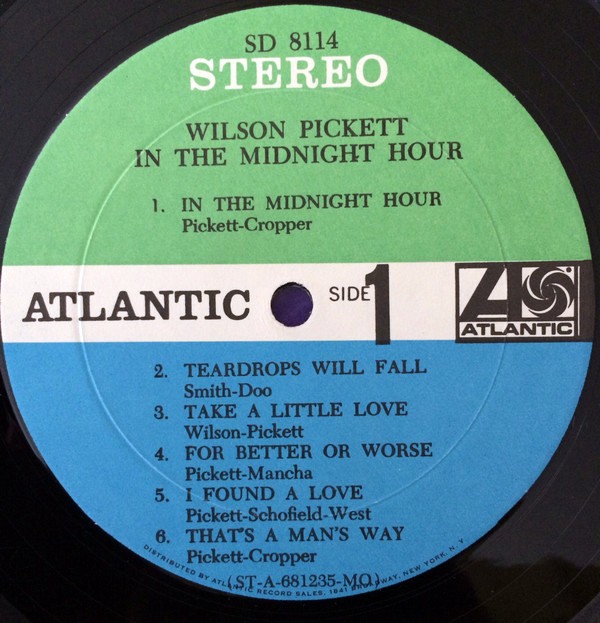 SD 8114
STEREO
WILSON PICKETT
IN THE MIDNIGHT HOUR
1. IN THE MIDNIGHT HOUR
Pickett-Cropper
ATLANTIC
SIDE 1
ATLANTIC
2. TEARDROPS WILL FALL
Smith-Doo
3. TAKE A LITTLE LOVE
Wilson-Pickett
4. FOR BETTER OR WORSE
Pickett-Mancha
5. I FOUND A LOVE
Pickett-Schofield-West
6. THAT'S A MAN'S WAY
Pickett-Cropper
(ST-A-681235-MO)
DISTRIBUTED BY ATLANTIC RECORD SALES, 1841 BROADWAY, NEW YORK, N. Y.